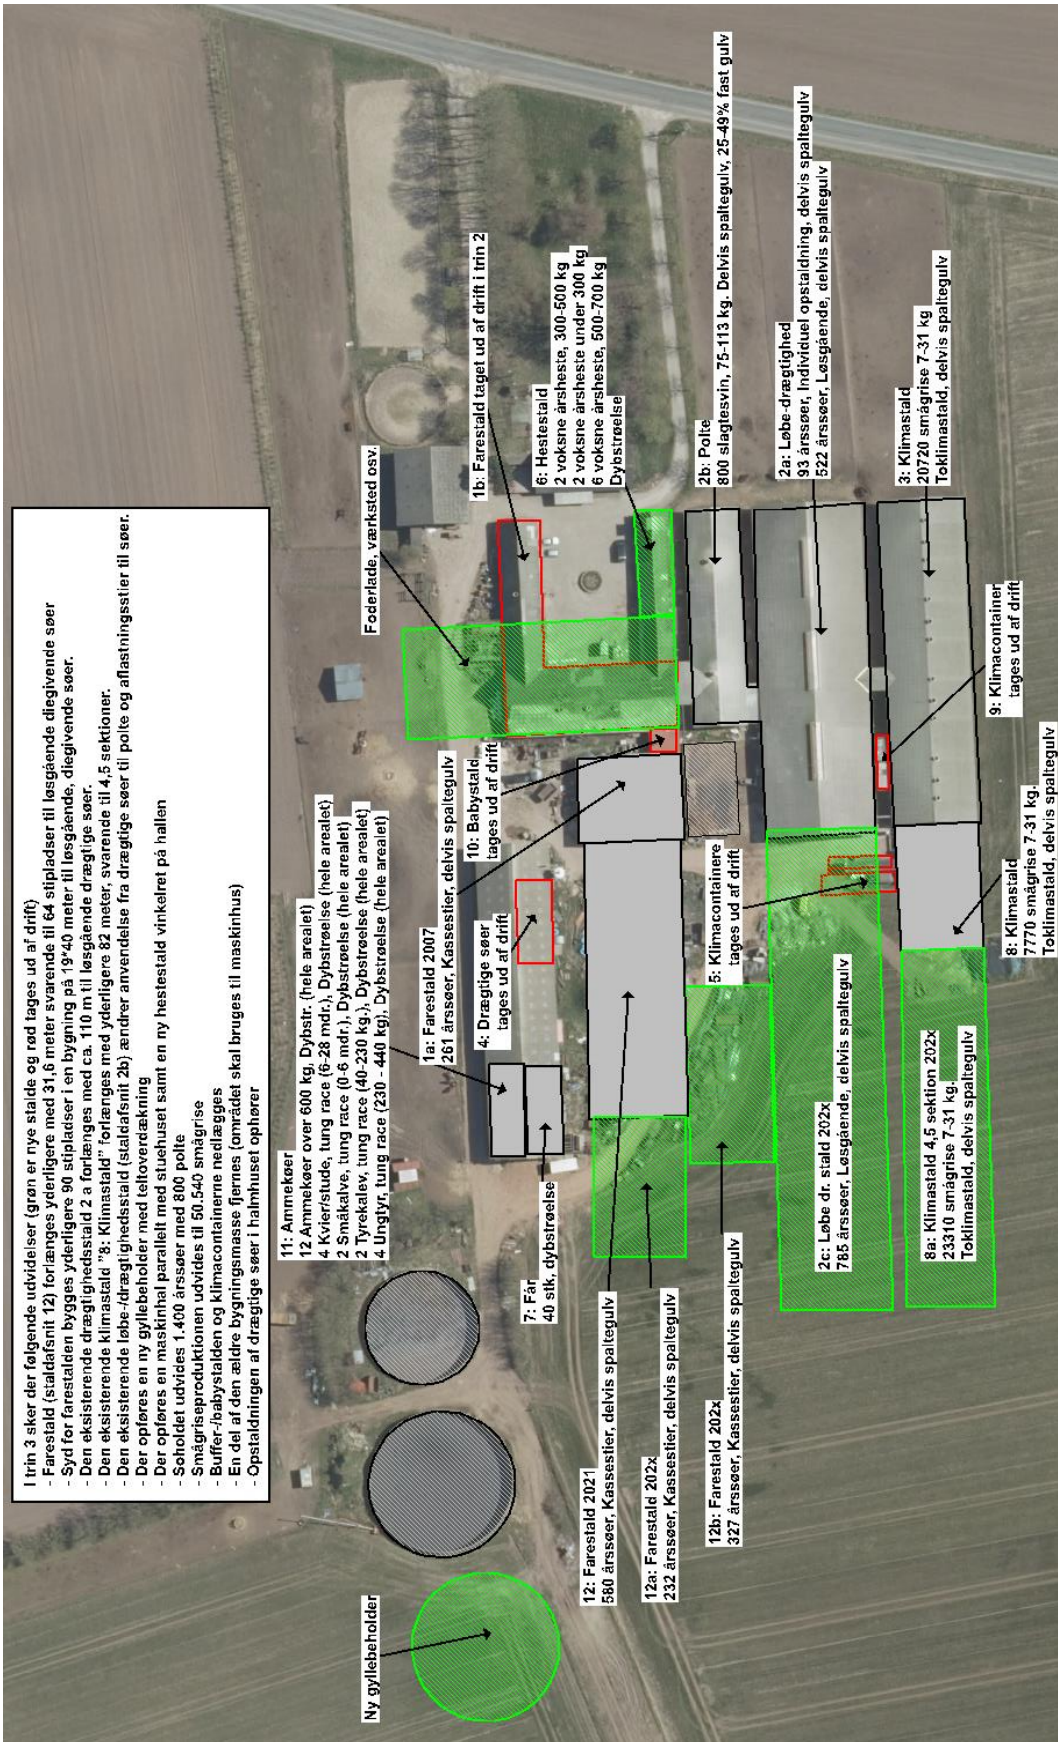 I trin 3 sker der følgende udvidelser (grøn er nye stalde og rød tages ud af drift)
- Farestald (staldafsnit 12) forlænges yderligere med 31,6 meter svarende til 64 stipladser til løsgående diegivende søer
- Syd for farestalden bygges yderligere 90 stipladser i en bygning på 19*40 meter til løsgående, diegivende søer.
- Den eksisterende drægtighedsstald 2 a forlænges med ca. 110 m til løsgående drægtige søer.
- Den eksisterende klimastald "8: Klimastald" forlænges med yderligere 82 meter, svarende til 4,5 sektioner.
- Den eksisterende løbe-/drægtighedsstald (staldafsnit 2b) ændrer anvendelse fra drægtige søer til polte og aflastningsstier til søer.
- Der opføres en ny gyllebeholder med teltoverdækning
- Der opføres en maskinhal parallelt med stuehuset samt en ny hestestald vinkelret på hallen
- Soholdet udvides 1.400 årssøer med 800 polte
- Smågriseproduktionen udvides til 50.540 smågrise
- Buffer-/babystalden og klimacontainerne nedlægges
- En del af den ældre bygningsmasse fjernes (området skal bruges til maskinhus)
- Opstaldningen af drægtige søer i halmhuset ophører
Foderlade, værksted osv.
1b: Farestald taget ud af drift i trin 2
6: Hestestald
2 voksne årsheste, 300-500 kg
2 voksne årsheste under 300 kg
6 voksne årsheste, 500-700 kg
Dybstrøelse
2b: Polte
800 slagtesvin, 75-113 kg. Delvis spaltegulv, 25-49% fast gulv
2a: Løbe-drægtighed
93 årssøer, Individuel opstaldning, delvis spaltegulv
522 årssøer, Løsgående, delvis spaltegulv
3: Klimastald
20720 smågrise 7-31 kg
Toklimastald, delvis spaltegulv
9: Klimacontainer
tages ud af drift
8: Klimastald
7770 smågrise 7-31 kg.
Toklimastald, delvis spaltegulv
10: Babystald
tages ud af drift
5: Klimacontainere
tages ud af drift
4: Drægtige søer
tages ud af drift
1a: Farestald 2007
261 årssøer, Kassestier, delvis spaltegulv
11: Ammekøer
12 Ammekøer over 600 kg, Dybstr. (hele arealet)
4 Kvier/stude, tung race (6-28 mdr.), Dybstrøelse (hele arealet)
2 Småkalve, tung race (0-6 mdr.), Dybstrøelse (hele arealet)
2 Tyrekalev, tung race (40-230 kg.), Dybstrøelse (hele arealet)
4 Ungtyr, tung race (230 - 440 kg), Dybstrøelse (hele arealet)
7: Får
40 stk, dybstrøelse
12: Farestald 2021
580 årssøer, Kassestier, delvis spaltegulv
12a: Farestald 202x
232 årssøer, Kassestier, delvis spaltegulv
12b: Farestald 202x
327 årssøer, Kassestier, delvis spaltegulv
2c: Løbe dr. stald 202x
785 årssøer, Løsgående, delvis spaltegulv
8a: Klimastald 4,5 sektion 202x
23310 smågrise 7-31 kg.
Toklimastald, delvis spaltegulv
Ny gyllebeholder